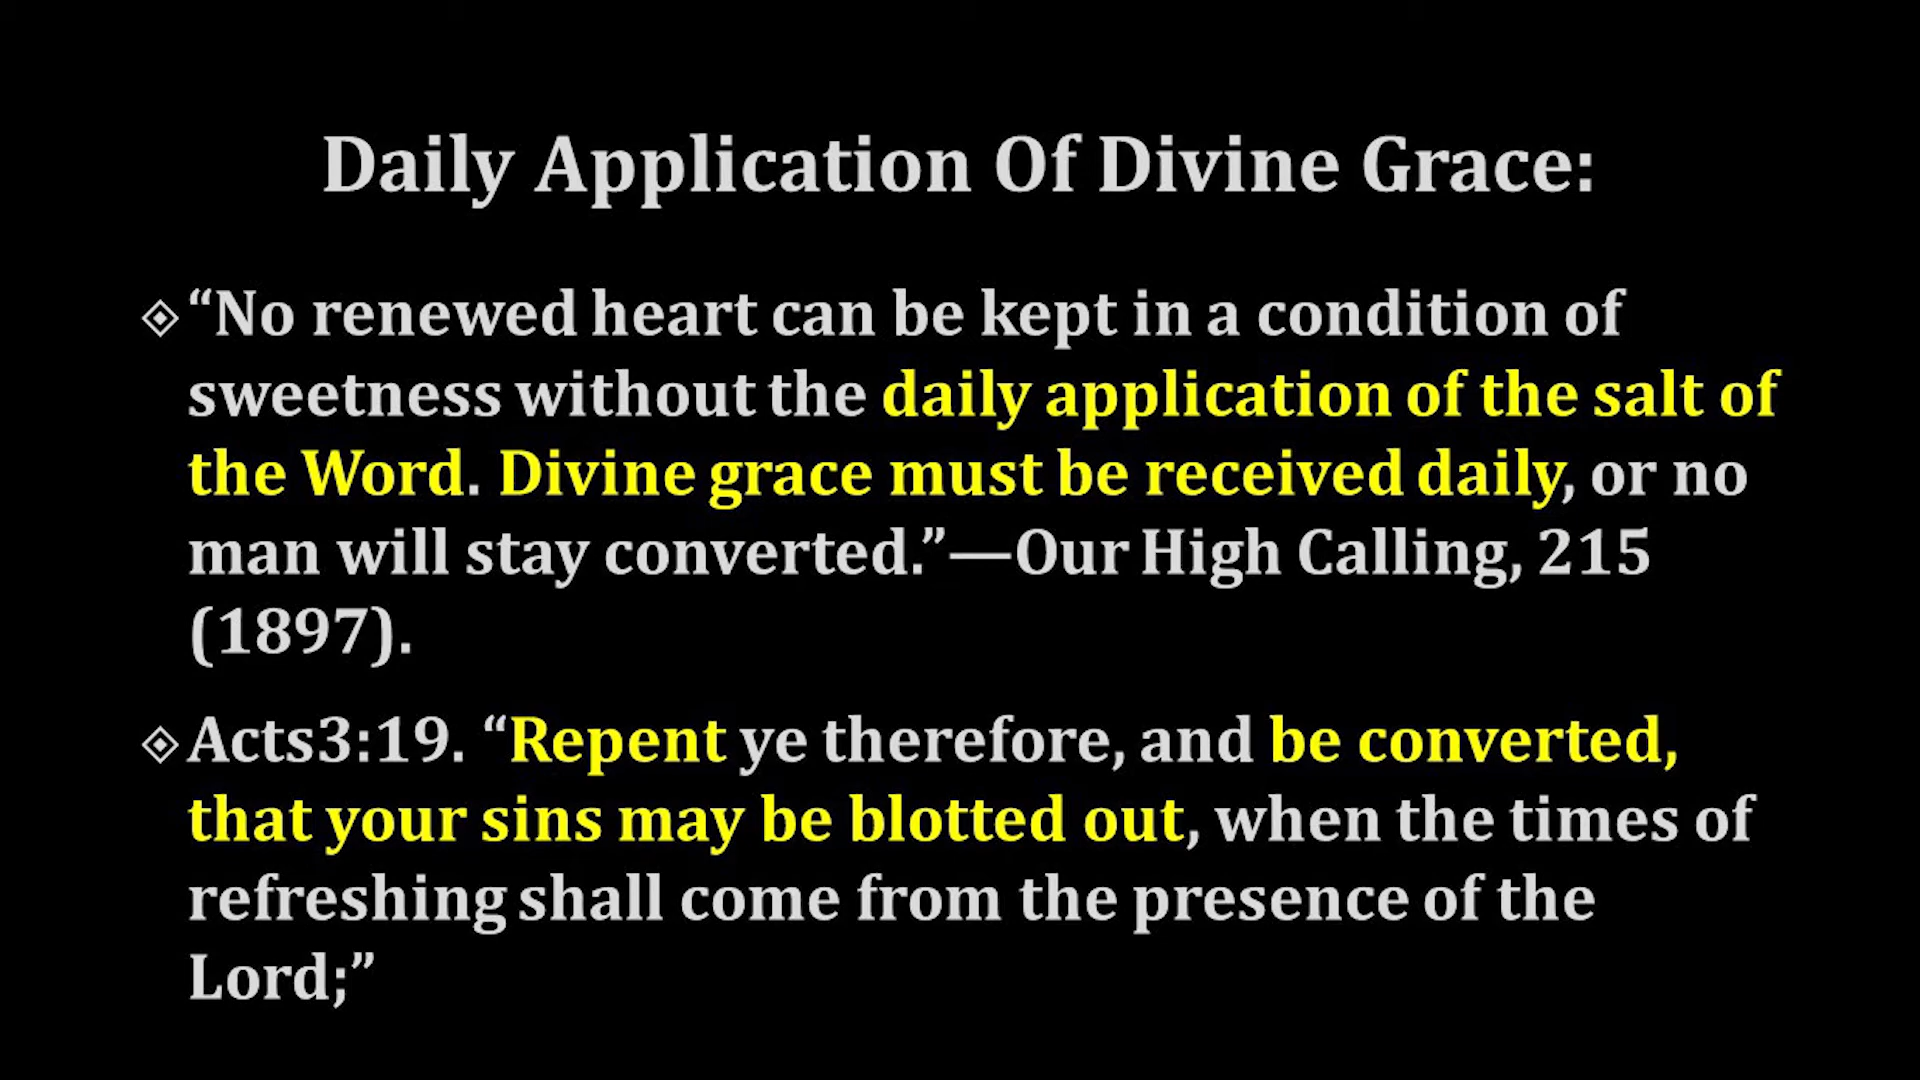 Daily Application Of Divine Grace:
“No renewed heart can be kept in a condition of
sweetness without the daily application of the salt of
the Word. Divine grace must be received daily, or no
man will stay converted.”—Our High Calling, 215
(1897).
Acts3:19. “Repent ye therefore, and be converted,
that your sins may be blotted out, when the times of
refreshing shall come from the presence of the
Lord;”